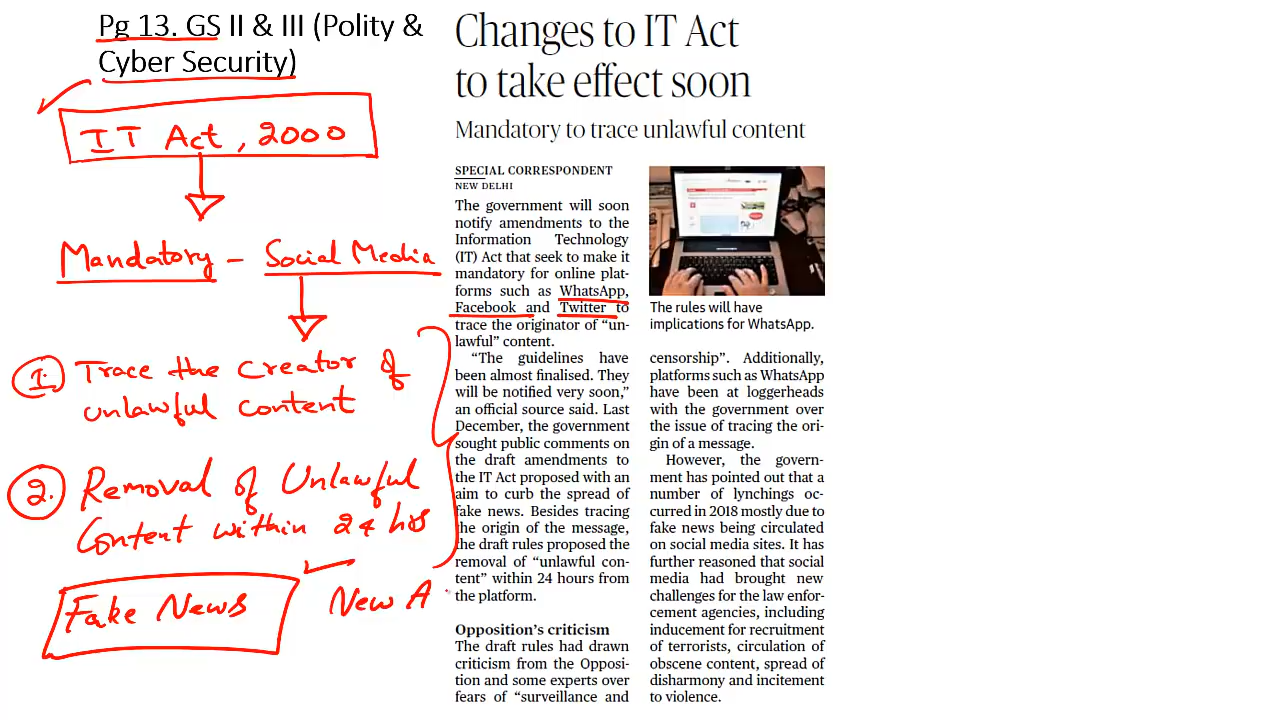 Pg 13. GS II & III (Polity &
Cyber Security)
IT Act, 2000
Mandatory - Social Media
1. Trace the Creator of
unlawful content
2. Removal of Unlawful
Content within 24 hrs
Fake News
New A
Changes to IT Act
to take effect soon
Mandatory to trace unlawful content
SPECIAL CORRESPONDENT
NEW DELHI
The government will soon
notify amendments to the
Information Technology
(IT) Act that seek to make it
mandatory for online plat-
forms such as WhatsApp,
Facebook and Twitter to
trace the originator of “un-
lawful” content.
“The guidelines have
been almost finalised. They
will be notified very soon,”
an official source said. Last
December, the government
sought public comments on
the draft amendments to
the IT Act proposed with an
aim to curb the spread of
fake news. Besides tracing
the origin of the message,
the draft rules proposed the
removal of “unlawful con-
tent” within 24 hours from
the platform.
Opposition’s criticism
The draft rules had drawn
criticism from the Opposi-
tion and some experts over
fears of “surveillance and
The rules will have
implications for WhatsApp.
censorship”. Additionally,
platforms such as WhatsApp
have been at loggerheads
with the government over
the issue of tracing the ori-
gin of a message.
However, the govern-
ment has pointed out that a
number of lynchings oc-
curred in 2018 mostly due to
fake news being circulated
on social media sites. It has
further reasoned that social
media had brought new
challenges for the law enfor-
cement agencies, including
inducement for recruitment
of terrorists, circulation of
obscene content, spread of
disharmony and incitement
to violence.